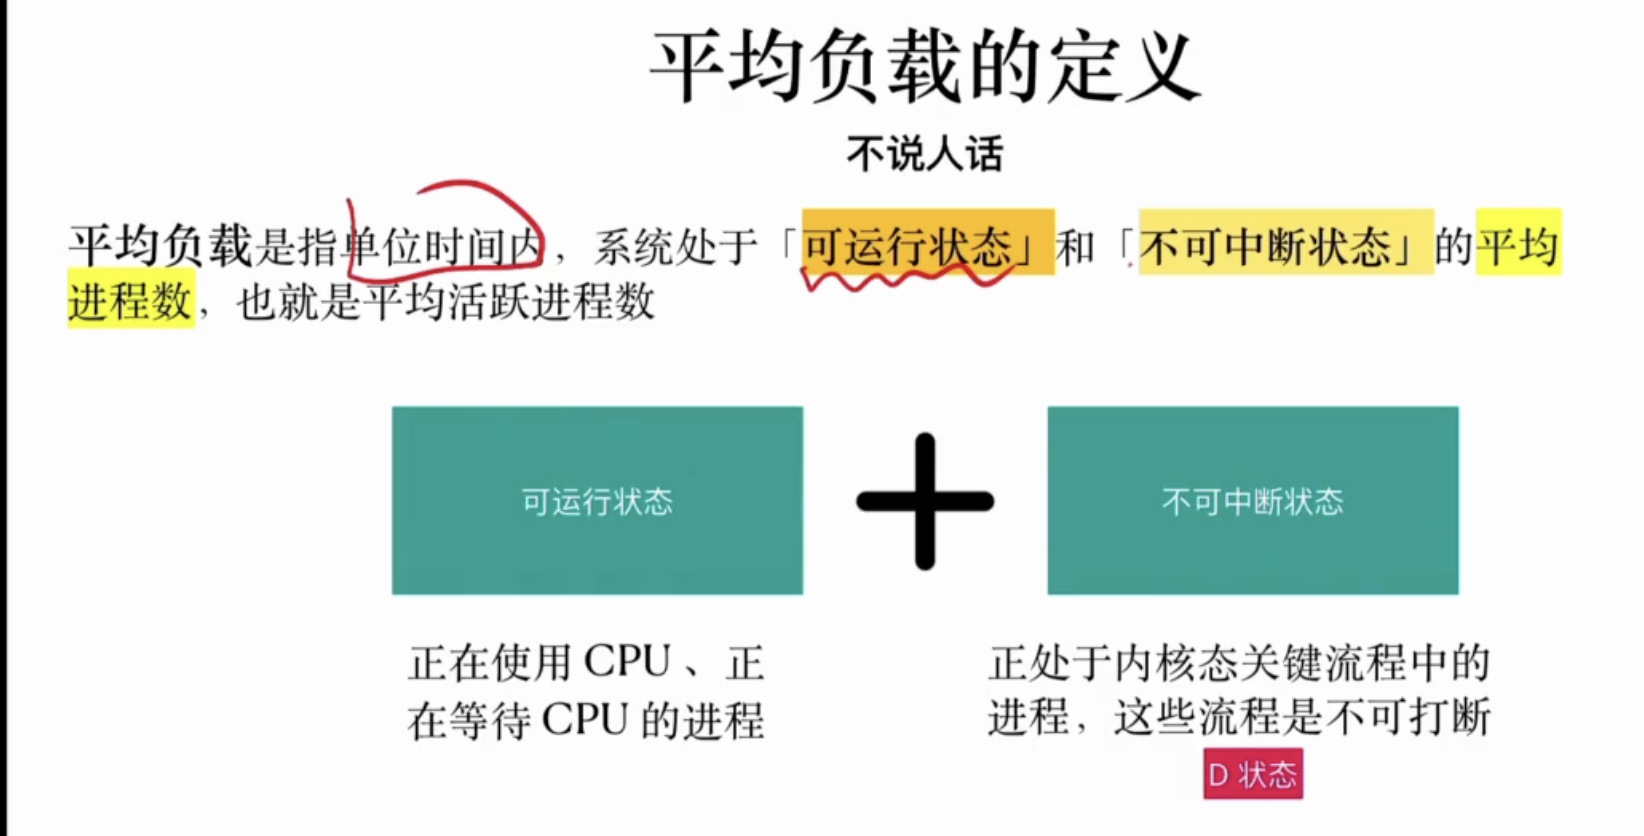 平均负载的定义
不说人话
平均负载是指单位时间内，系统处于「可运行状态」和「不可中断状态」的平均
进程数，也就是平均活跃进程数
可运行状态
不可中断状态
正在使用 CPU 、正
在等待 CPU 的进程
正处于内核态关键流程中的
进程，这些流程是不可打断
D 状态